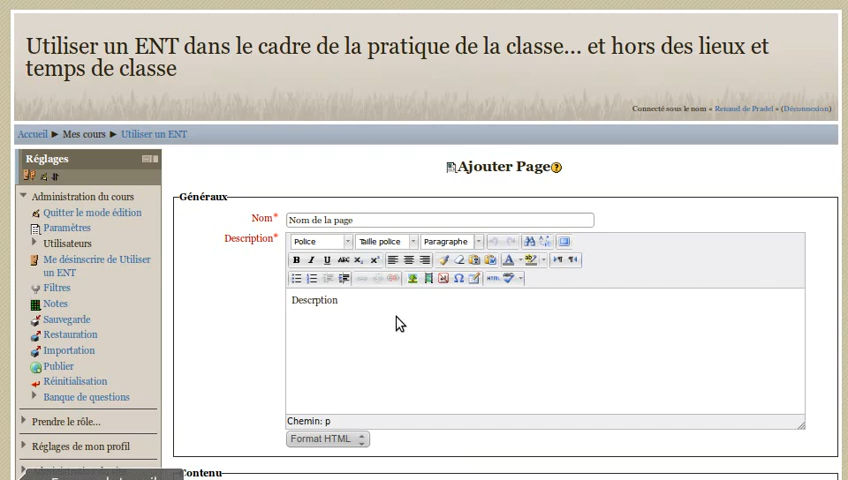 Utiliser un ENT dans le cadre de la pratique de la classe... et hors des lieux et
temps de classe
Connecté sous le nom « Renaud de Pradel » (Déconnexion)
Accueil ► Mes cours ► Utiliser un ENT
Réglages
Administration du cours
Quitter le mode édition
Paramètres
Utilisateurs
Me désinscrire de Utiliser
un ENT
Filtres
Notes
Sauvegarde
Restauration
Importation
Publier
Réinitialisation
Banque de questions
Prendre le rôle...
Réglages de mon profil
Ajouter Page
Généraux
Nom*
Nom de la page
Description*
Police
Taille police
Paragraphe
B I U ABC x₂ x²
HTML
Descrption
Chemin: p
Format HTML
Contenu